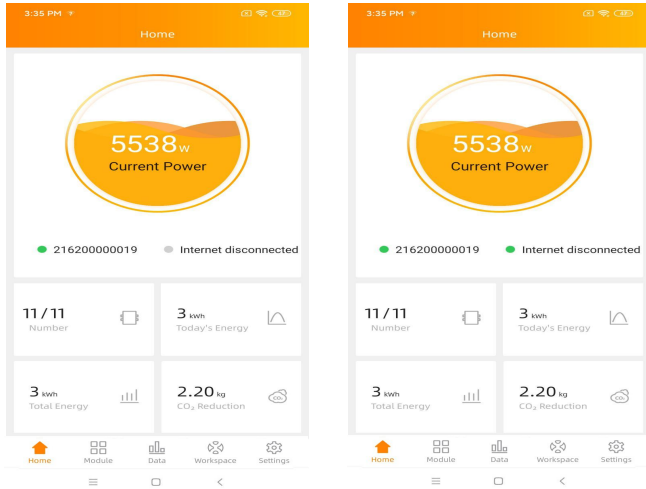 3:35 PM
Home
5538W
Current Power
216200000019
Internet disconnected
11/11
Number
3 kWh
Today's Energy
3 kWh
Total Energy
2.20 kg
CO₂ Reduction
Home
Module
Data
Workspace
Settings
3:35 PM
Home
5538W
Current Power
216200000019
Internet disconnected
11/11
Number
3 kWh
Today's Energy
3 kWh
Total Energy
2.20 kg
CO₂ Reduction
Home
Module
Data
Workspace
Settings